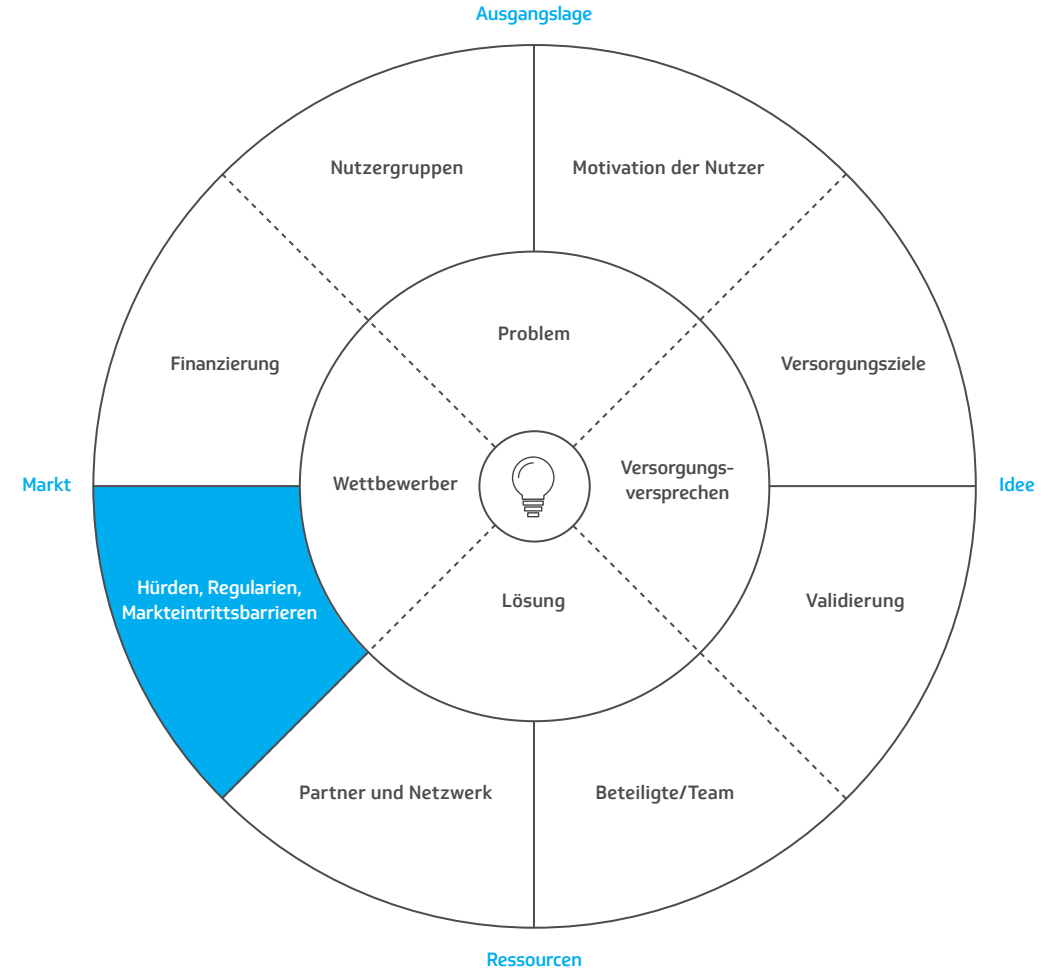 Ausgangslage
Nutzergruppen
Motivation der Nutzer
Problem
Finanzierung
Versorgungsziele
Markt
Wettbewerber
Versorgungs-
versprechen
Idee
Hürden, Regularien,
Markteintrittsbarrieren
Lösung
Validierung
Partner und Netzwerk
Beteiligte/Team
Ressourcen